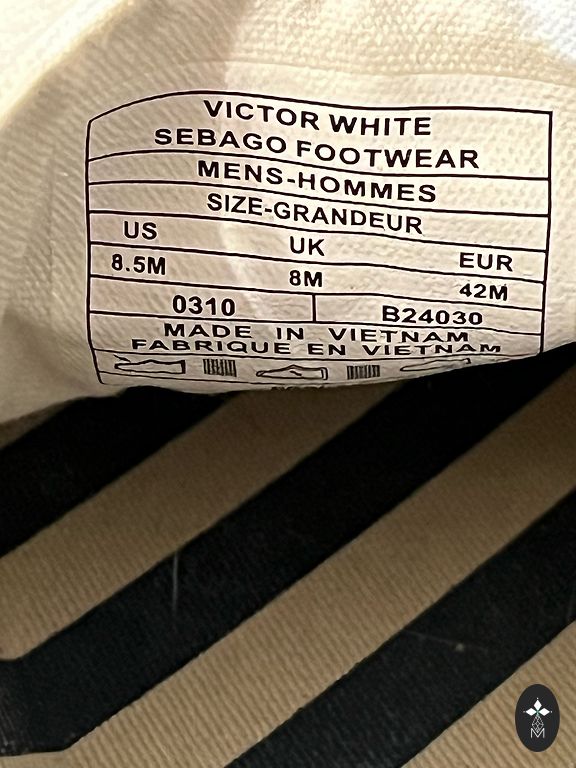 VICTOR WHITE
SEBAGO FOOTWEAR
MENS-HOMMES
SIZE-GRANDEUR
US UK EUR
8.5M 8M 42M
0310 B24030
MADE IN VIETNAM
FABRIQUE EN VIETNAM
M